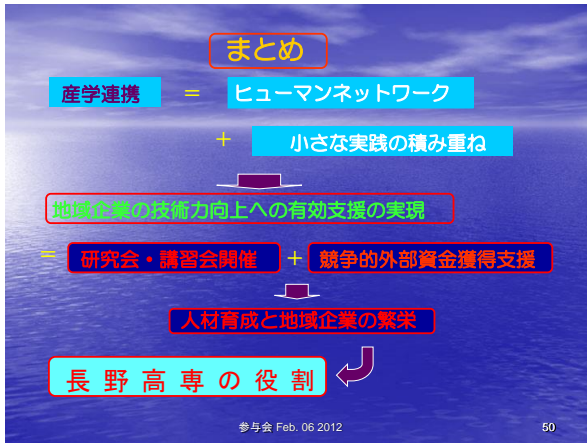 まとめ
産学連携 = ヒューマンネットワーク
+ 小さな実践の積み重ね
地域企業の技術力向上への有効支援の実現
= 研究会・講習会開催 + 競争的外部資金獲得支援
人材育成と地域企業の繁栄
長野高専の役割
参与会 Feb. 06 2012 50